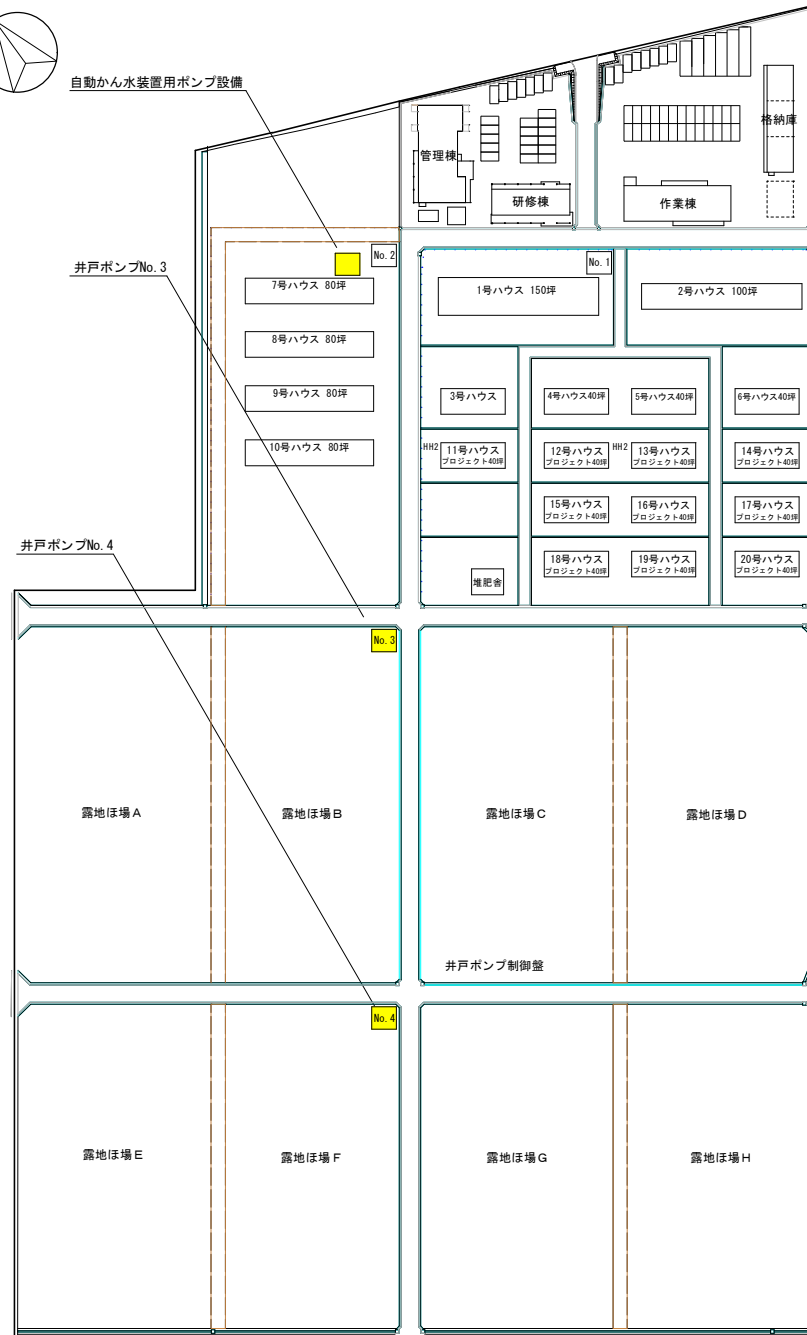 自動かん水装置用ポンプ設備
管理棟
研修棟
作業棟
格納庫
井戸ポンプNo.3
No.2
No.1
7号ハウス 80坪
8号ハウス 80坪
9号ハウス 80坪
10号ハウス 80坪
1号ハウス 150坪
2号ハウス 100坪
3号ハウス
4号ハウス40坪
5号ハウス40坪
6号ハウス40坪
HH2
11号ハウス
プロジェクト40坪
12号ハウス
プロジェクト40坪
HH2
13号ハウス
プロジェクト40坪
14号ハウス
プロジェクト40坪
15号ハウス
プロジェクト40坪
16号ハウス
プロジェクト40坪
17号ハウス
プロジェクト40坪
井戸ポンプNo.4
堆肥舎
18号ハウス
プロジェクト40坪
19号ハウス
プロジェクト40坪
20号ハウス
プロジェクト40坪
No.3
露地ほ場A
露地ほ場B
露地ほ場C
露地ほ場D
井戸ポンプ制御盤
No.4
露地ほ場E
露地ほ場F
露地ほ場G
露地ほ場H